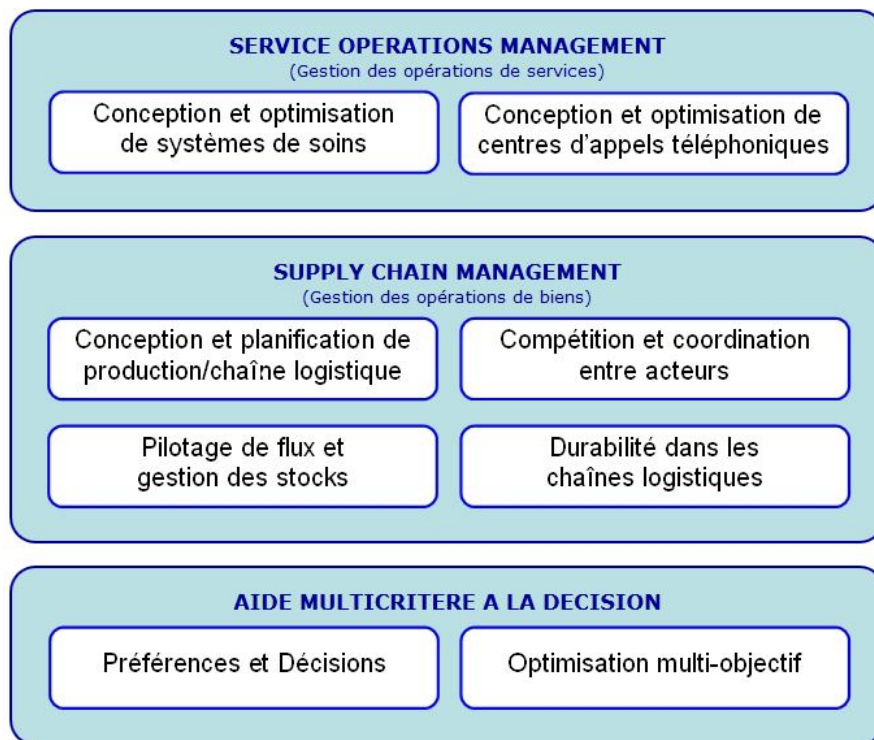 SERVICE OPERATIONS MANAGEMENT
(Gestion des opérations de services)
Conception et optimisation
de systèmes de soins
Conception et optimisation de
centres d'appels téléphoniques
SUPPLY CHAIN MANAGEMENT
(Gestion des opérations de biens)
Conception et planification de
production/chaîne logistique
Compétition et coordination
entre acteurs
Pilotage de flux et
gestion des stocks
Durabilité dans les
chaînes logistiques
AIDE MULTICRITERE A LA DECISION
Préférences et Décisions
Optimisation multi-objectif